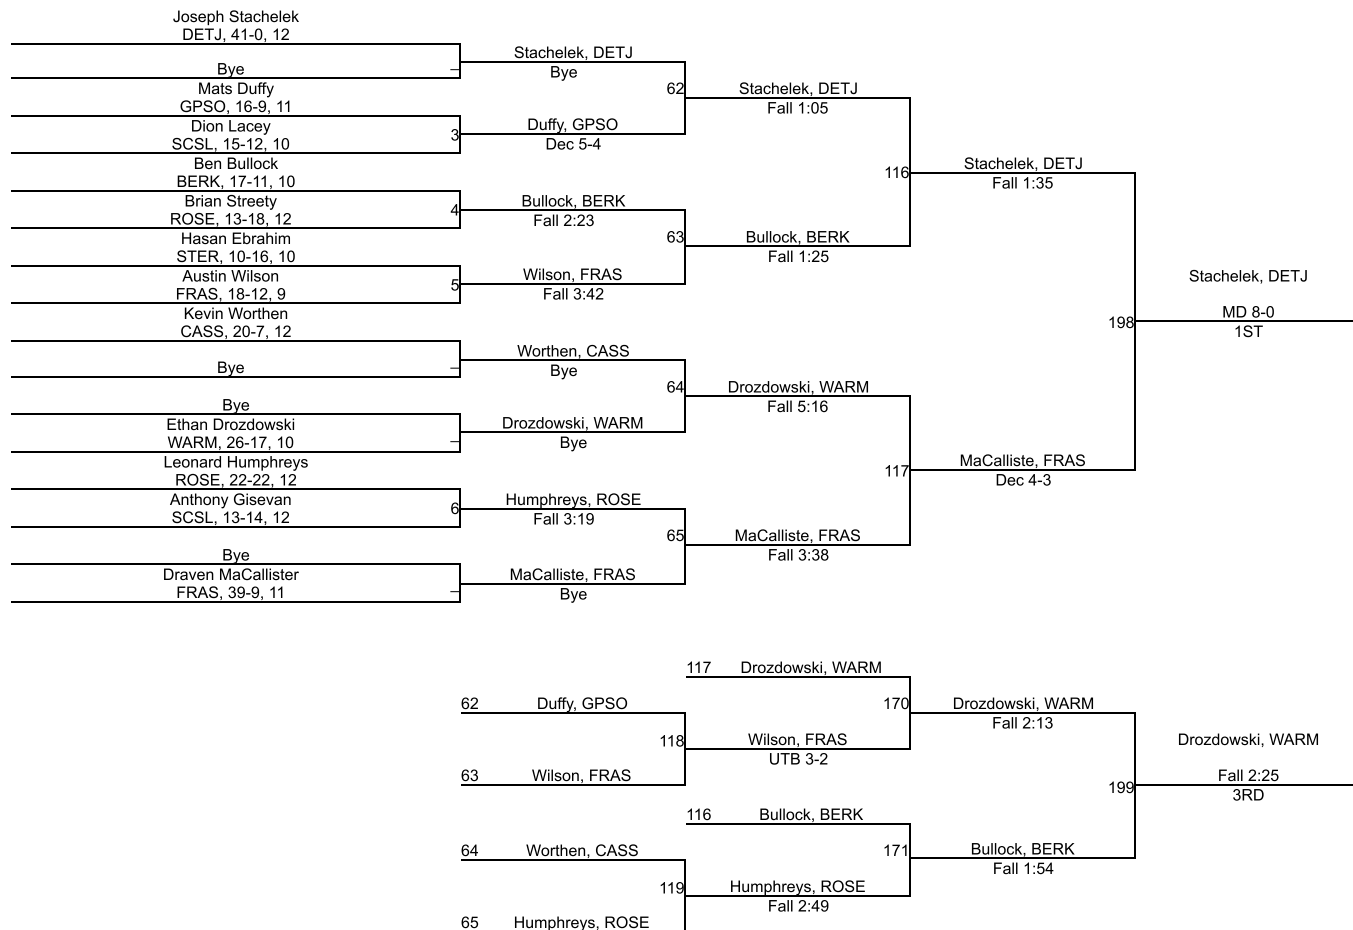 Joseph Stachelek
DETJ, 41-0, 12
Bye
Mats Duffy
GPSO, 16-9, 11
Dion Lacey
SCSL, 15-12, 10
Ben Bullock
BERK, 17-11, 10
Brian Streety
ROSE, 13-18, 12
Hasan Ebrahim
STER, 10-16, 10
Austin Wilson
FRAS, 18-12, 9
Kevin Worthen
CASS, 20-7, 12
Bye
Bye
Ethan Drozdowski
WARM, 26-17, 10
Leonard Humphreys
ROSE, 22-22, 12
Anthony Gisevan
SCSL, 13-14, 12
Bye
Draven MaCallister
FRAS, 39-9, 11
–
3
4
5
–
–
6
–
Stachelek, DETJ
Bye
Duffy, GPSO
Dec 5-4
Bullock, BERK
Fall 2:23
Wilson, FRAS
Fall 3:42
Worthen, CASS
Bye
Drozdowski, WARM
Bye
Humphreys, ROSE
Fall 3:19
MaCalliste, FRAS
Bye
62
63
64
65
Stachelek, DETJ
Fall 1:05
Bullock, BERK
Fall 1:25
Drozdowski, WARM
Fall 5:16
MaCalliste, FRAS
Fall 3:38
116
117
Stachelek, DETJ
Fall 1:35
MaCalliste, FRAS
Dec 4-3
198
Stachelek, DETJ
MD 8-0
1ST
117 Drozdowski, WARM
62 Duffy, GPSO
118
Wilson, FRAS
UTB 3-2
63 Wilson, FRAS
170
Drozdowski, WARM
Fall 2:13
116 Bullock, BERK
64 Worthen, CASS
119
Humphreys, ROSE
Fall 2:49
65 Humphreys, ROSE
171
Bullock, BERK
Fall 1:54
199
Drozdowski, WARM
Fall 2:25
3RD